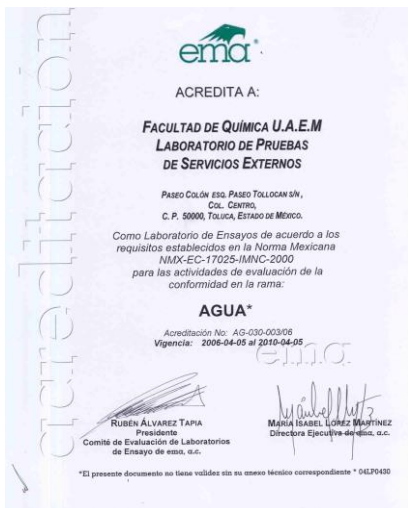 ema
ACREDITA A:
FACULTAD DE QUÍMICA U.A.E.M
LABORATORIO DE PRUEBAS
DE SERVICIOS EXTERNOS
PASEO COLÓN ESQ. PASEO TOLLOCAN S/N,
COL. CENTRO,
C. P. 50000, TOLUCA, ESTADO DE MÉXICO.
Como Laboratorio de Ensayos de acuerdo a los
requisitos establecidos en la Norma Mexicana
NMX-EC-17025-IMNC-2000
para las actividades de evaluación de la
conformidad en la rama:
AGUA*
Acreditación No: AG-030-003/06
Vigencia: 2006-04-05 al 2010-04-05
ema
RUBÉN ÁLVAREZ TAPIA
Presidente
Comité de Evaluación de Laboratorios
de Ensayo de ema, a.c.
MARÍA ISABEL LÓPEZ MARTÍNEZ
Directora Ejecutiva de ema, a.c.
*El presente documento no tiene validez sin su anexo técnico correspondiente * 04LP0430
acreditación